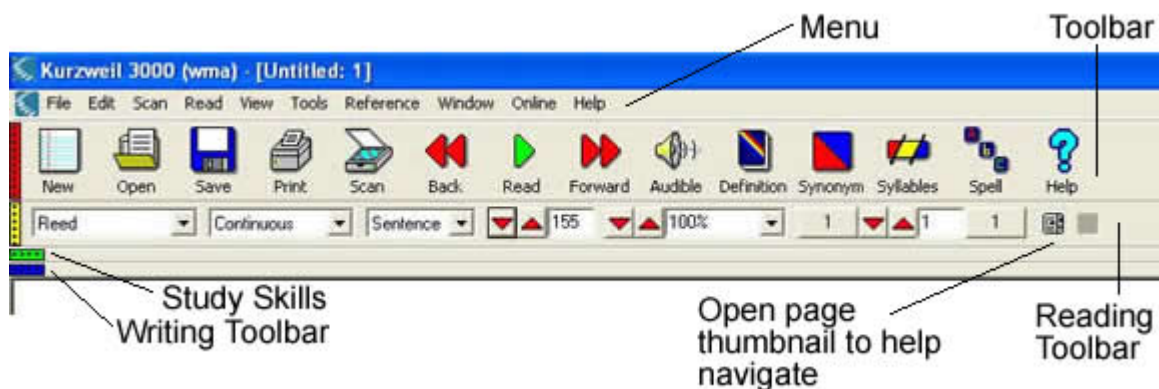 Menu Toolbar
Kurzweil 3000 (wma) - [Untitled: 1]
File Edit Scan Read View Tools Reference Window Online Help
New Open Save Print Scan Back Read Forward Audible Definition Synonym Syllables Spell Help
Reed Continuous Sentence 155 100% 1 1 1
Study Skills
Writing Toolbar
Open page
thumbnail to help
navigate
Reading
Toolbar